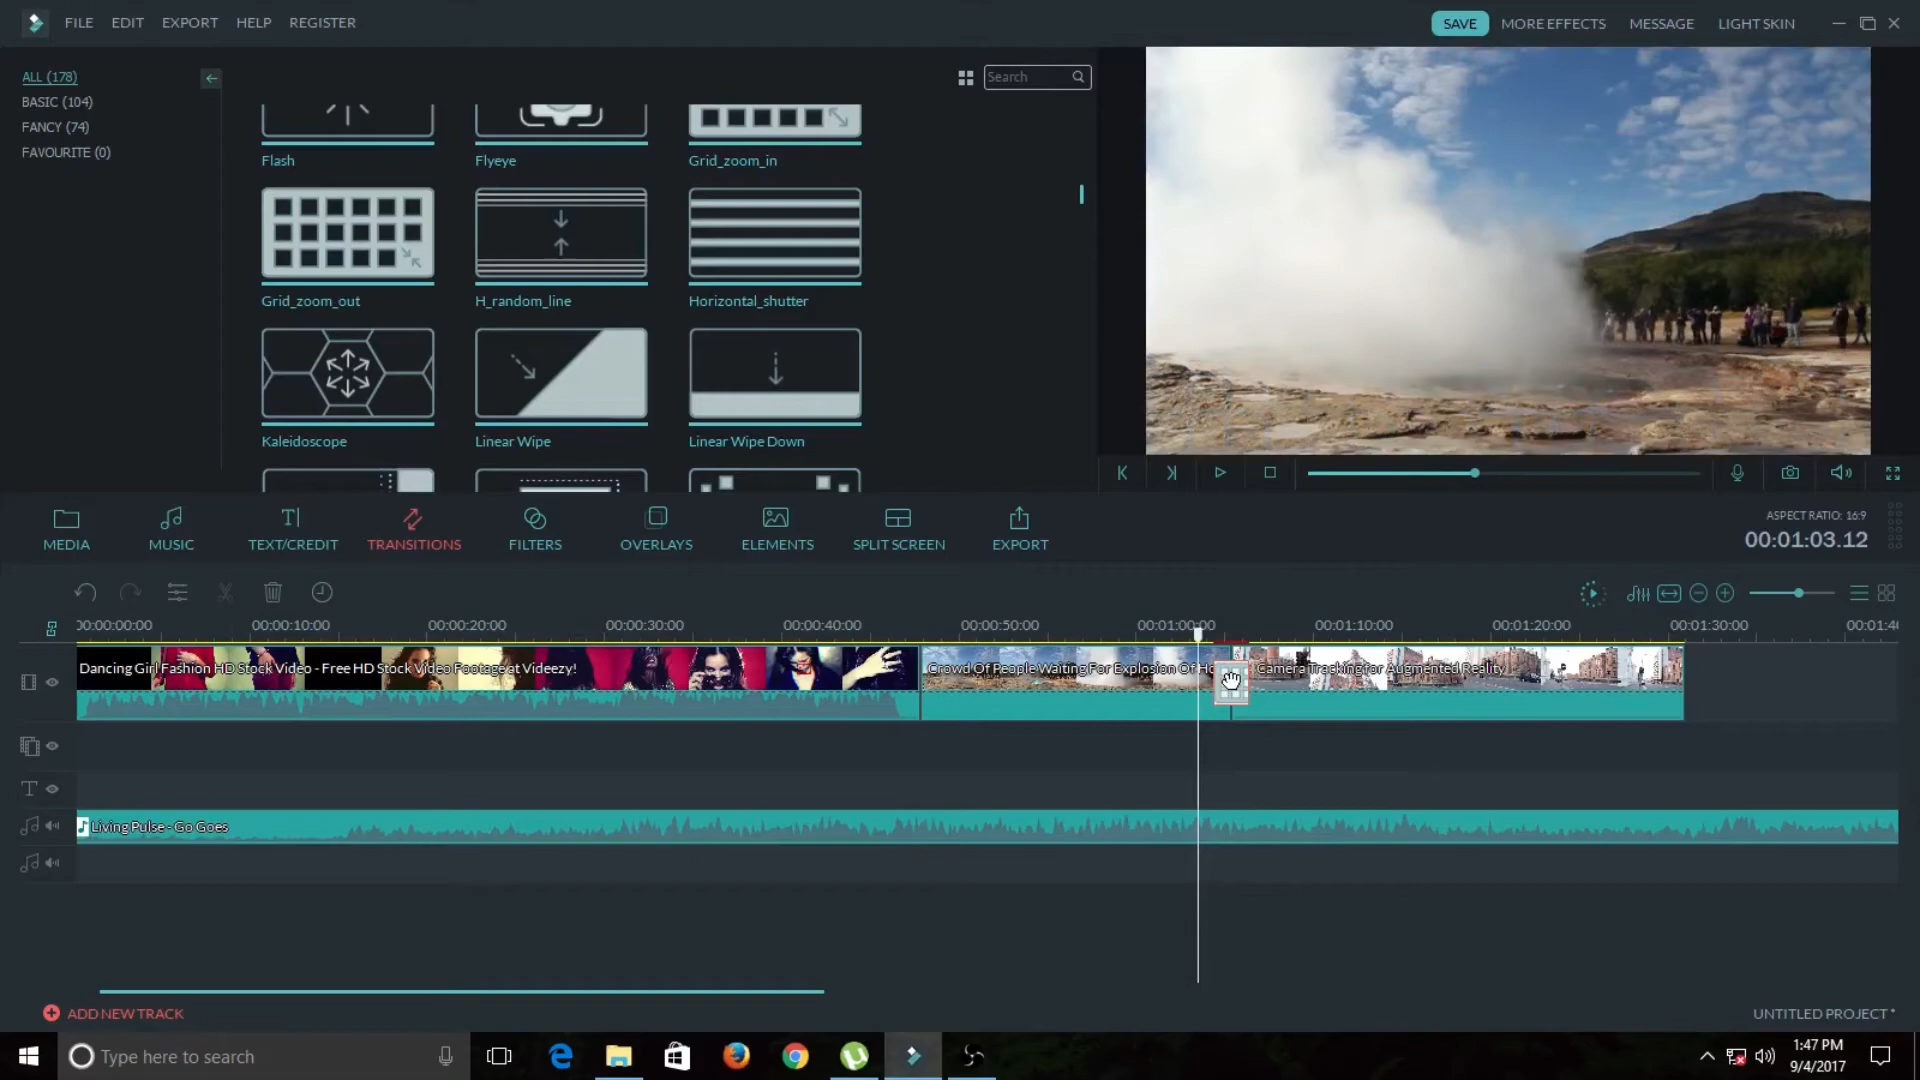 FILE EDIT EXPORT HELP REGISTER
SAVE MORE EFFECTS MESSAGE LIGHT SKIN
ALL (178)
BASIC (104)
FANCY (74)
FAVOURITE (0)
Search
Flash Flyeye Grid_zoom_in
Grid_zoom_out H_random_line Horizontal_shutter
Kaleidoscope Linear Wipe Linear Wipe Down
MEDIA MUSIC TEXT/CREDIT TRANSITIONS FILTERS OVERLAYS ELEMENTS SPLIT SCREEN EXPORT
ASPECT RATIO: 16:9
00:01:03.12
00:00:00:00 00:00:10:00 00:00:20:00 00:00:30:00 00:00:40:00 00:00:50:00 00:01:00:00 00:01:10:00 00:01:20:00 00:01:30:00
Dancing Girl Fashion HD Stock Video - Free HD Stock Video Footage at Videezy! Crowd Of People Waiting For Explosion Of Camera Tracking for Augmented Reality
Living Pulse - Go Goes
ADD NEW TRACK
UNTITLED PROJECT *
Type here to search
1:47 PM
9/4/2017